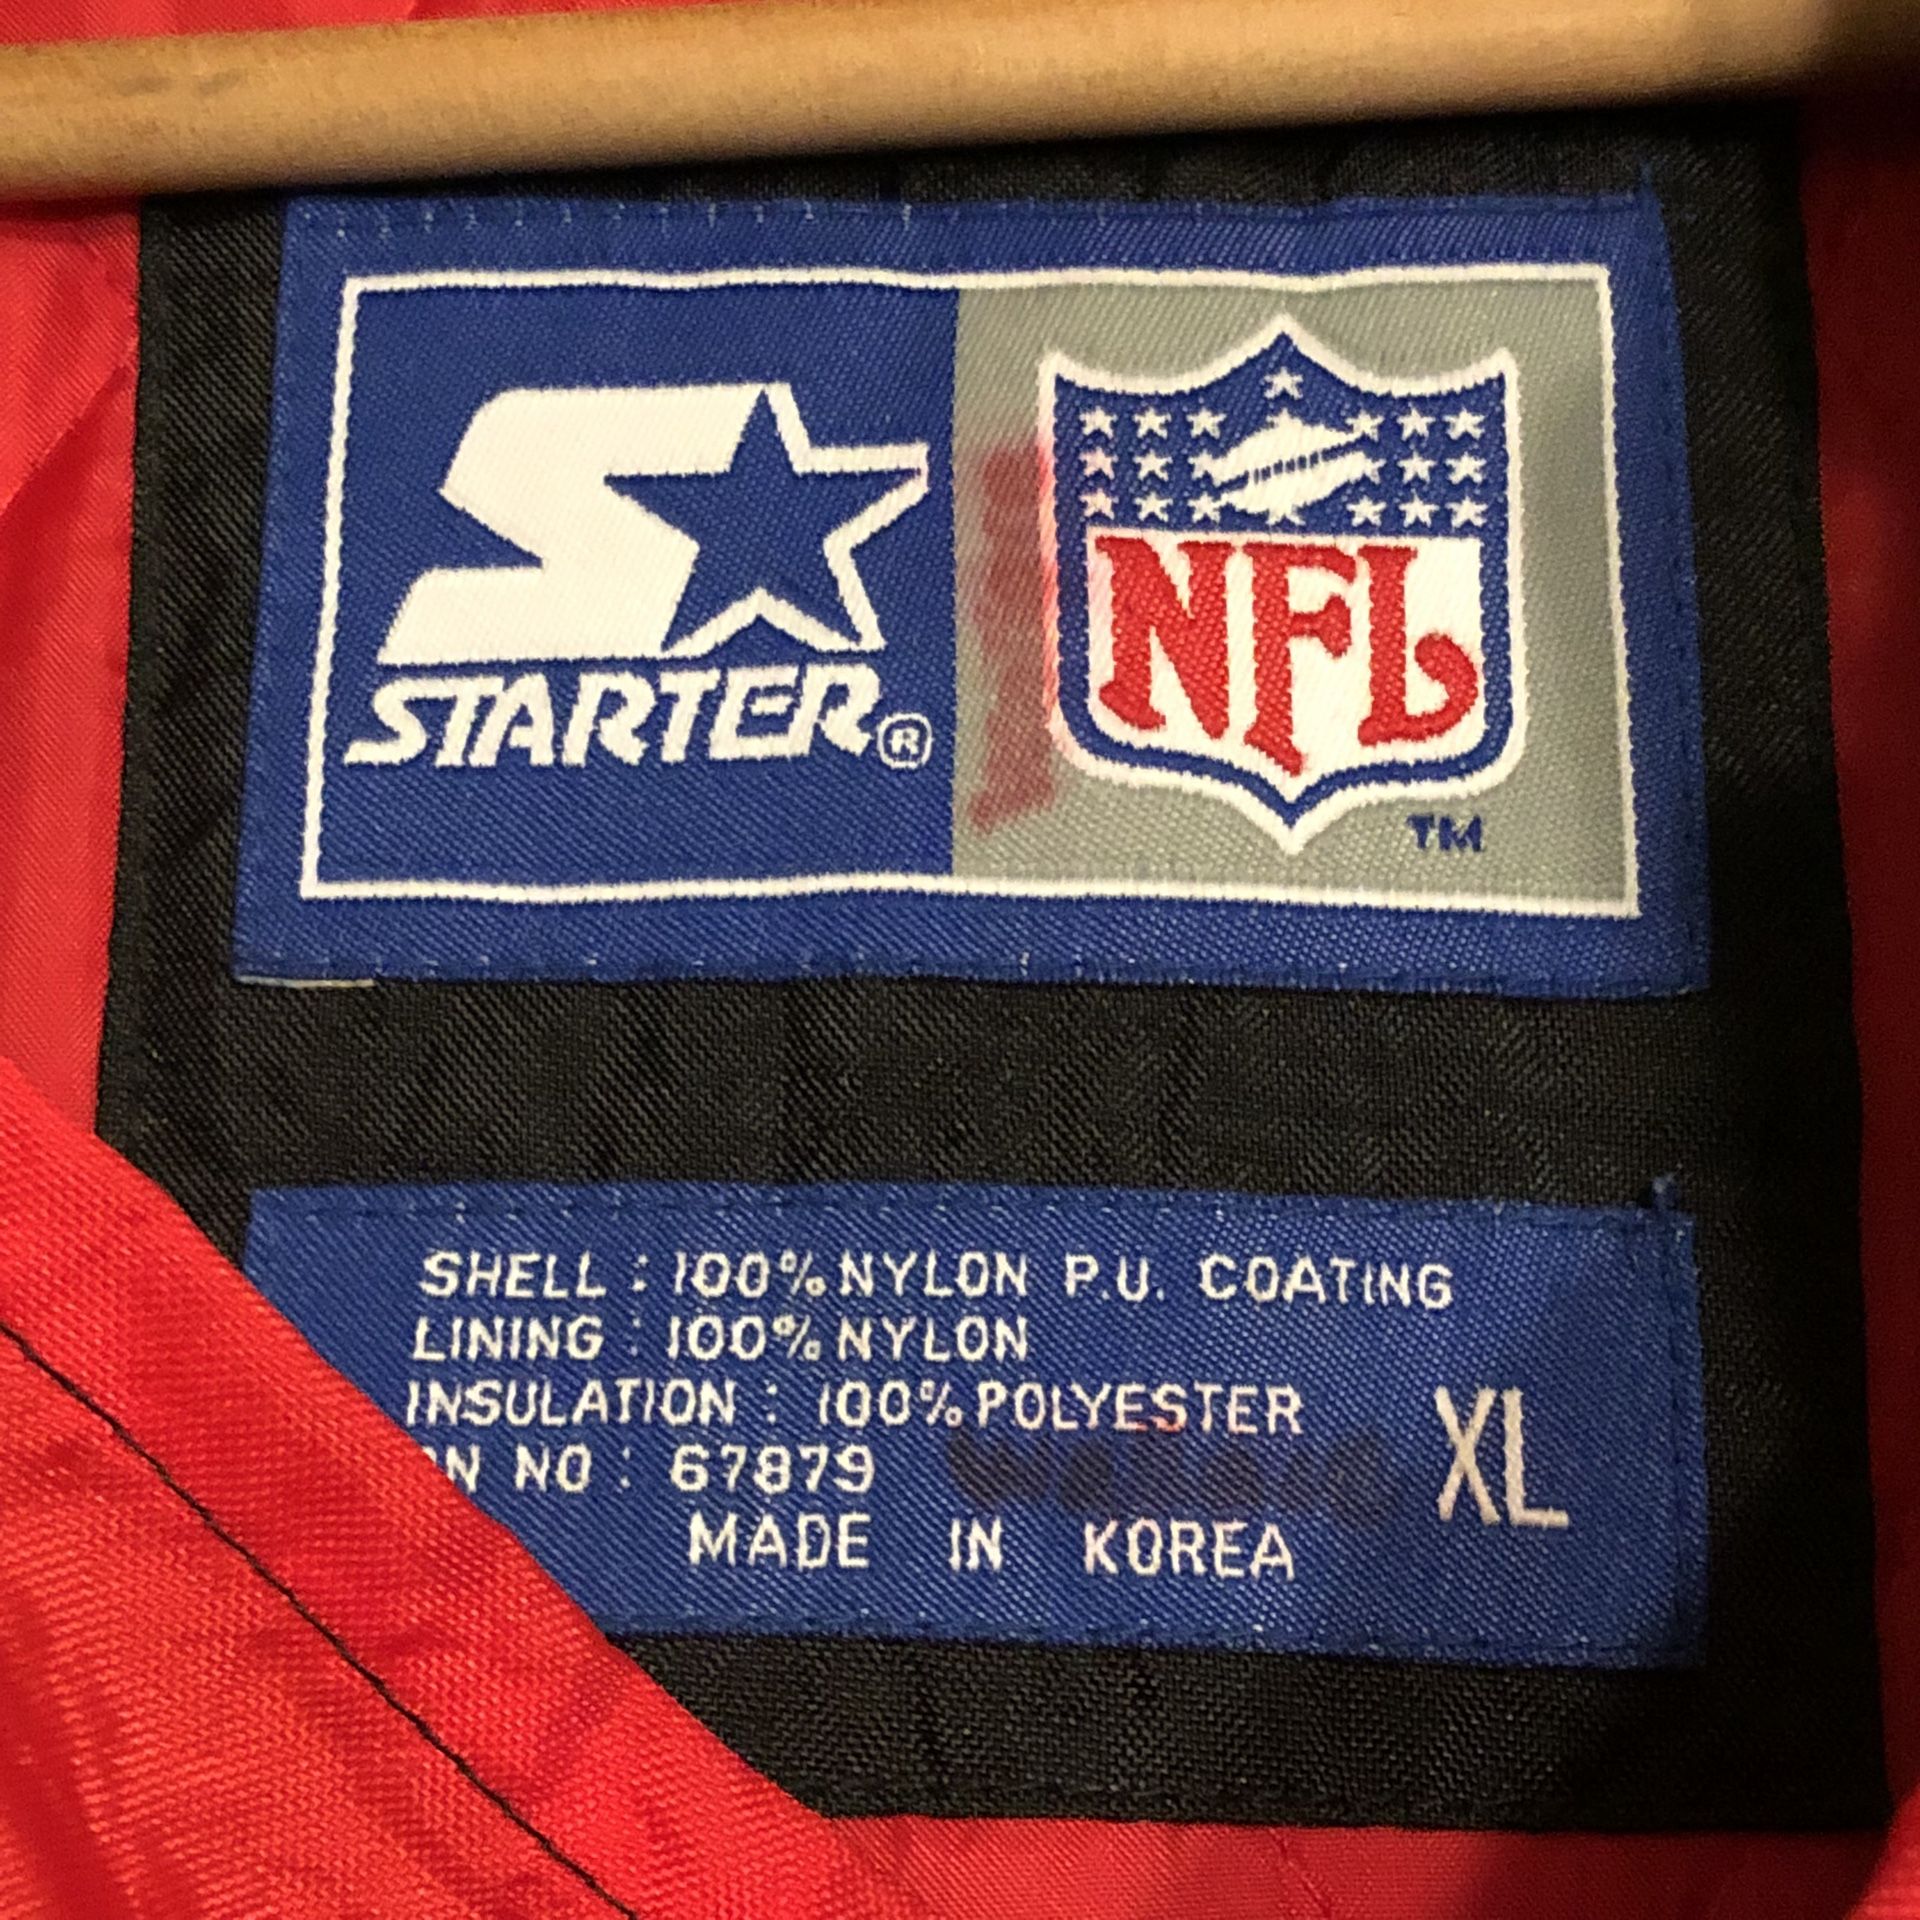 STARTER®
NFL
TM
SHELL : 100% NYLON P.U. COATING
LINING : 100% NYLON
INSULATION : 100% POLYESTER
N NO : 67879
XL
MADE IN KOREA